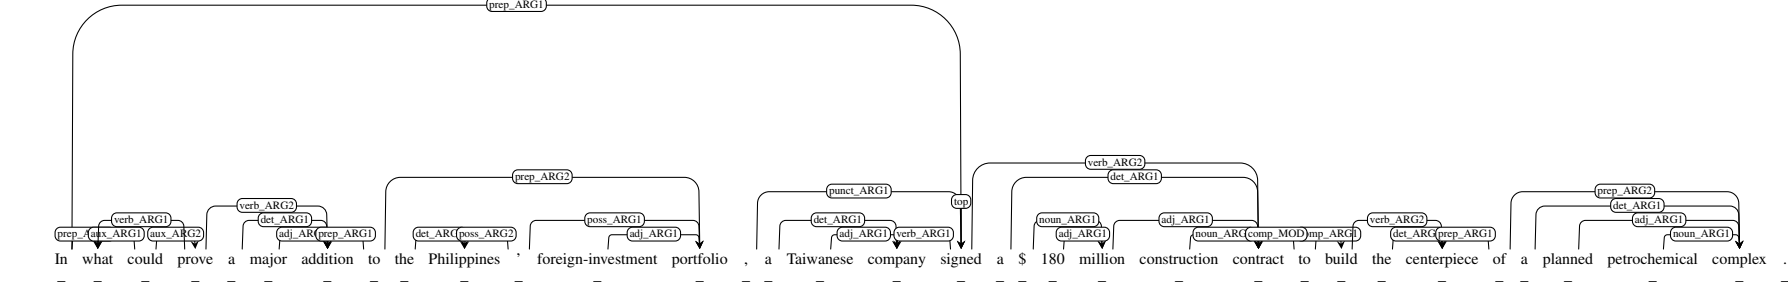 prep_ARG1
verb_ARG2
prep_ARG2 det_ARG1
punct_ARG1 prep_ARG2
top
verb_ARG2 det_ARG1
verb_ARG1 det_ARG1 poss_ARG1 det_ARG1 noun_ARG1 adj_ARG1 verb_ARG2 adj_ARG1
aux_ARG1 aux_ARG2 prep_ARG1 poss_ARG2 adj_ARG1 adj_ARG1 verb_ARG1 adj_ARG1 comp_MOD prep_ARG1 noun_ARG1
In what could prove a major addition to the Philippines ' foreign-investment portfolio , a Taiwanese company signed a $ 180 million construction contract to build the centerpiece of a planned petrochemical complex .
_ _ _ _ _ _ _ _ _ _ _ _ _ _ _ _ _ _ _ _ _ _ _ _ _ _ _ _ _ _ _ _ _